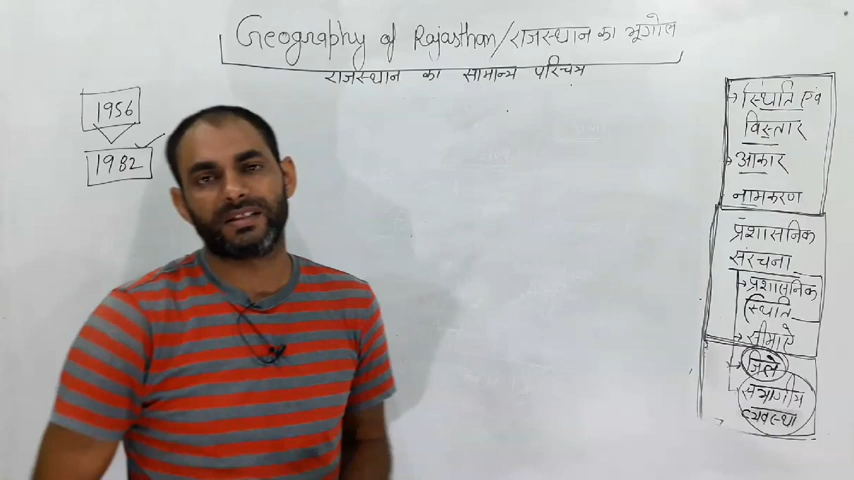 Geography of Rajasthan/राजस्थान का भूगोल
राजस्थान का सामान्य परिचय
1956
1982
स्थिति एवं
विस्तार
आकार
नामकरण
प्रशासनिक
संरचना
प्रशासनिक
स्थिति
सीमाऐ
जिले
संभागीय
व्यवस्था